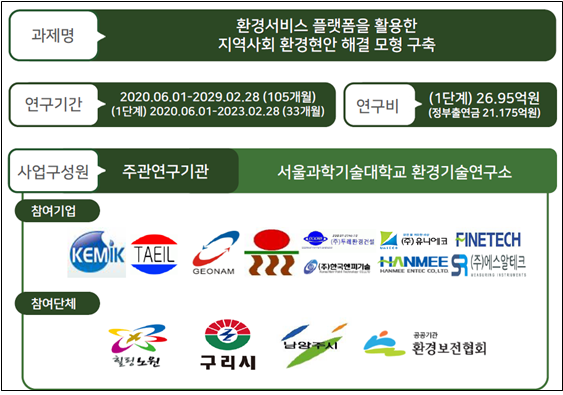 과제명
환경서비스 플랫폼을 활용한
지역사회 환경현안 해결 모형 구축
연구기간
2020.06.01-2029.02.28 (105개월)
(1단계) 2020.06.01-2023.02.28 (33개월)
연구비
(1단계) 26.95억원
(정부출연금 21.175억원)
사업구성원
주관연구기관
서울과학기술대학교 환경기술연구소
참여기업
KEMIK
TAEIL
GEONAM
(주)두레환경건설
(주)유니에코
FINETECH
(주)한국엔피기술
HANMEE
HANMEE ENTEC CO.,LTD.
(주)에스앙테크
MEASURING INSTRUMENTS
참여단체
힐링노원
구리시
남양주시
공공기관
환경보전협회